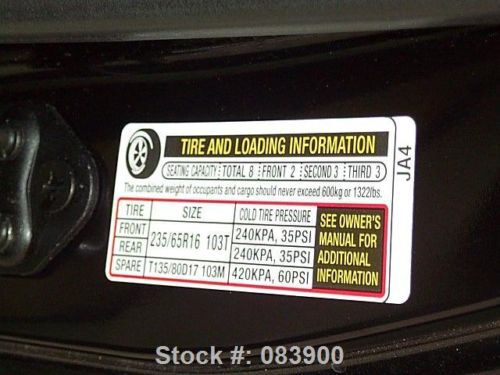 TIRE AND LOADING INFORMATION
SEATING CAPACITY TOTAL 8 FRONT 2 SECOND 3 THIRD 3
The combined weight of occupants and cargo should never exceed 600kg or 1322lbs.
TIRE SIZE COLD TIRE PRESSURE
FRONT 235/65R16 103T 240KPA, 35PSI
REAR 240KPA, 35PSI
SPARE T135/80D17 103M 420KPA, 60PSI
SEE OWNER'S
MANUAL FOR
ADDITIONAL
INFORMATION
JA4
Stock #: 083900